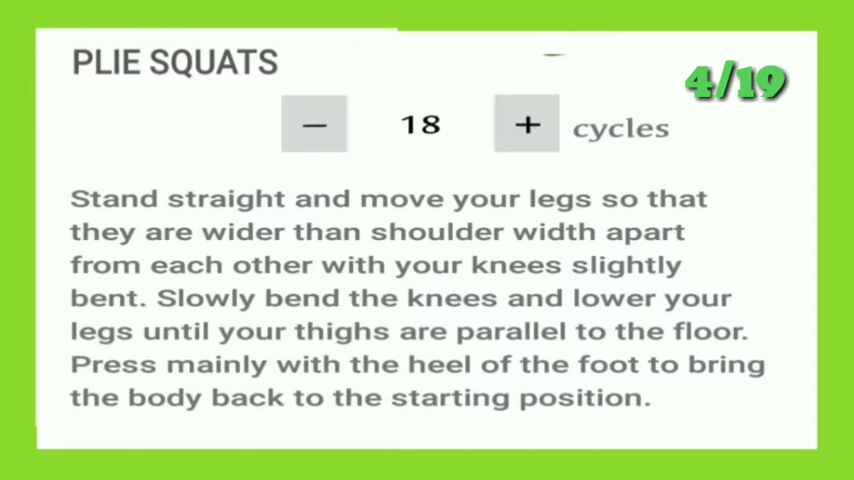 PLIE SQUATS
4/19
− 18 + cycles
Stand straight and move your legs so that
they are wider than shoulder width apart
from each other with your knees slightly
bent. Slowly bend the knees and lower your
legs until your thighs are parallel to the floor.
Press mainly with the heel of the foot to bring
the body back to the starting position.